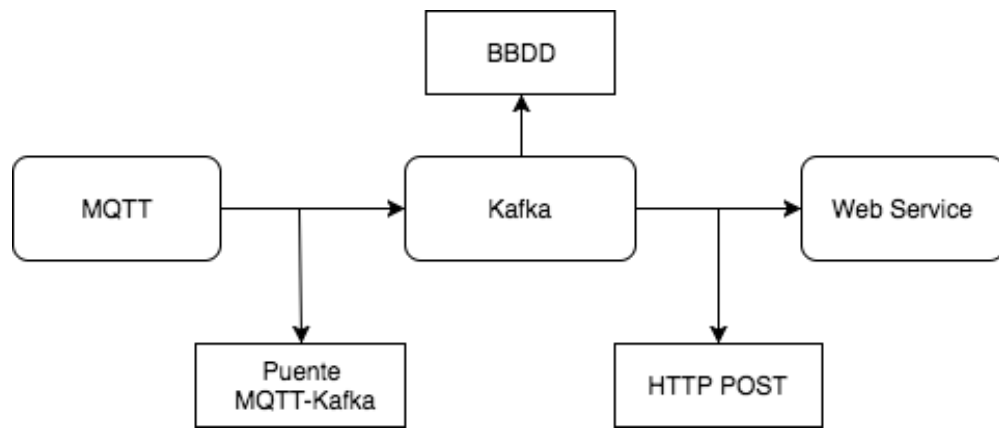 BBDD
MQTT
Kafka
Web Service
Puente
MQTT-Kafka
HTTP POST